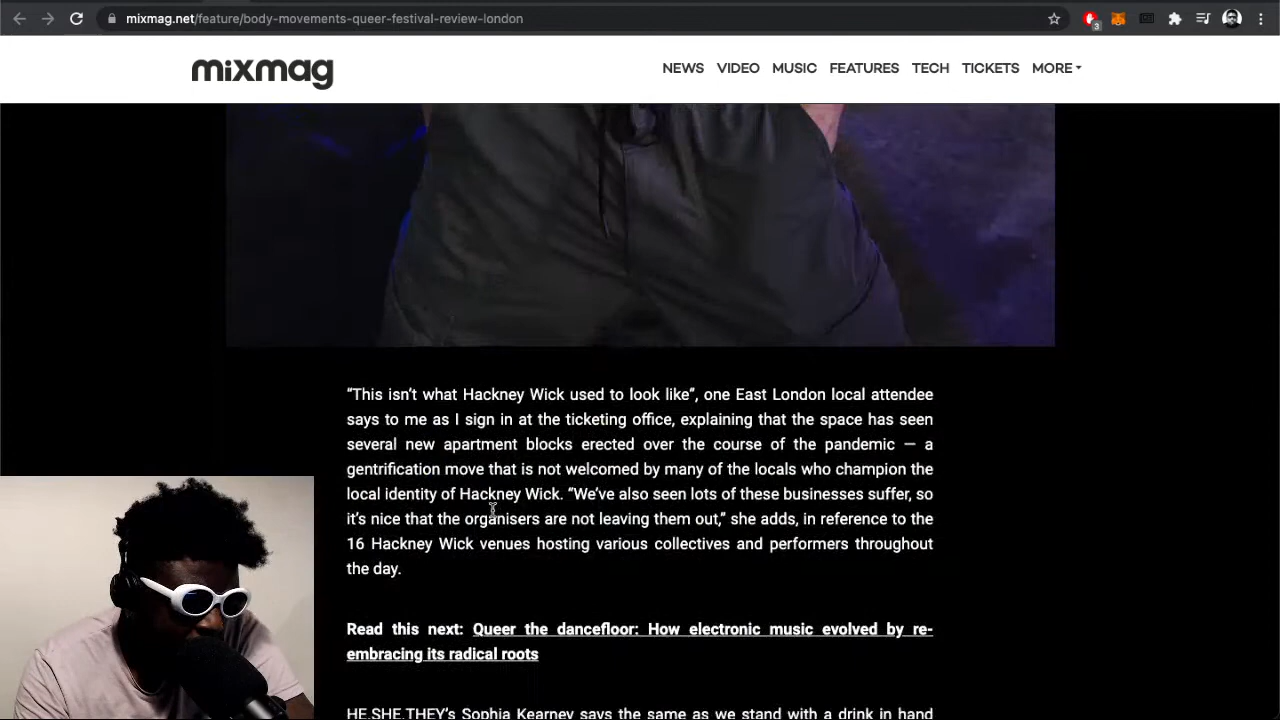 mixmag.net/feature/body-movements-queer-festival-review-london
3
mixmag
NEWS VIDEO MUSIC FEATURES TECH TICKETS MORE
“This isn’t what Hackney Wick used to look like”, one East London local attendee
says to me as I sign in at the ticketing office, explaining that the space has seen
several new apartment blocks erected over the course of the pandemic — a
gentrification move that is not welcomed by many of the locals who champion the
local identity of Hackney Wick. “We’ve also seen lots of these businesses suffer, so
it’s nice that the organisers are not leaving them out,” she adds, in reference to the
16 Hackney Wick venues hosting various collectives and performers throughout
the day.
Read this next: Queer the dancefloor: How electronic music evolved by re-
embracing its radical roots
HE.SHE.THEY’s Sophia Kearney says the same as we stand with a drink in hand